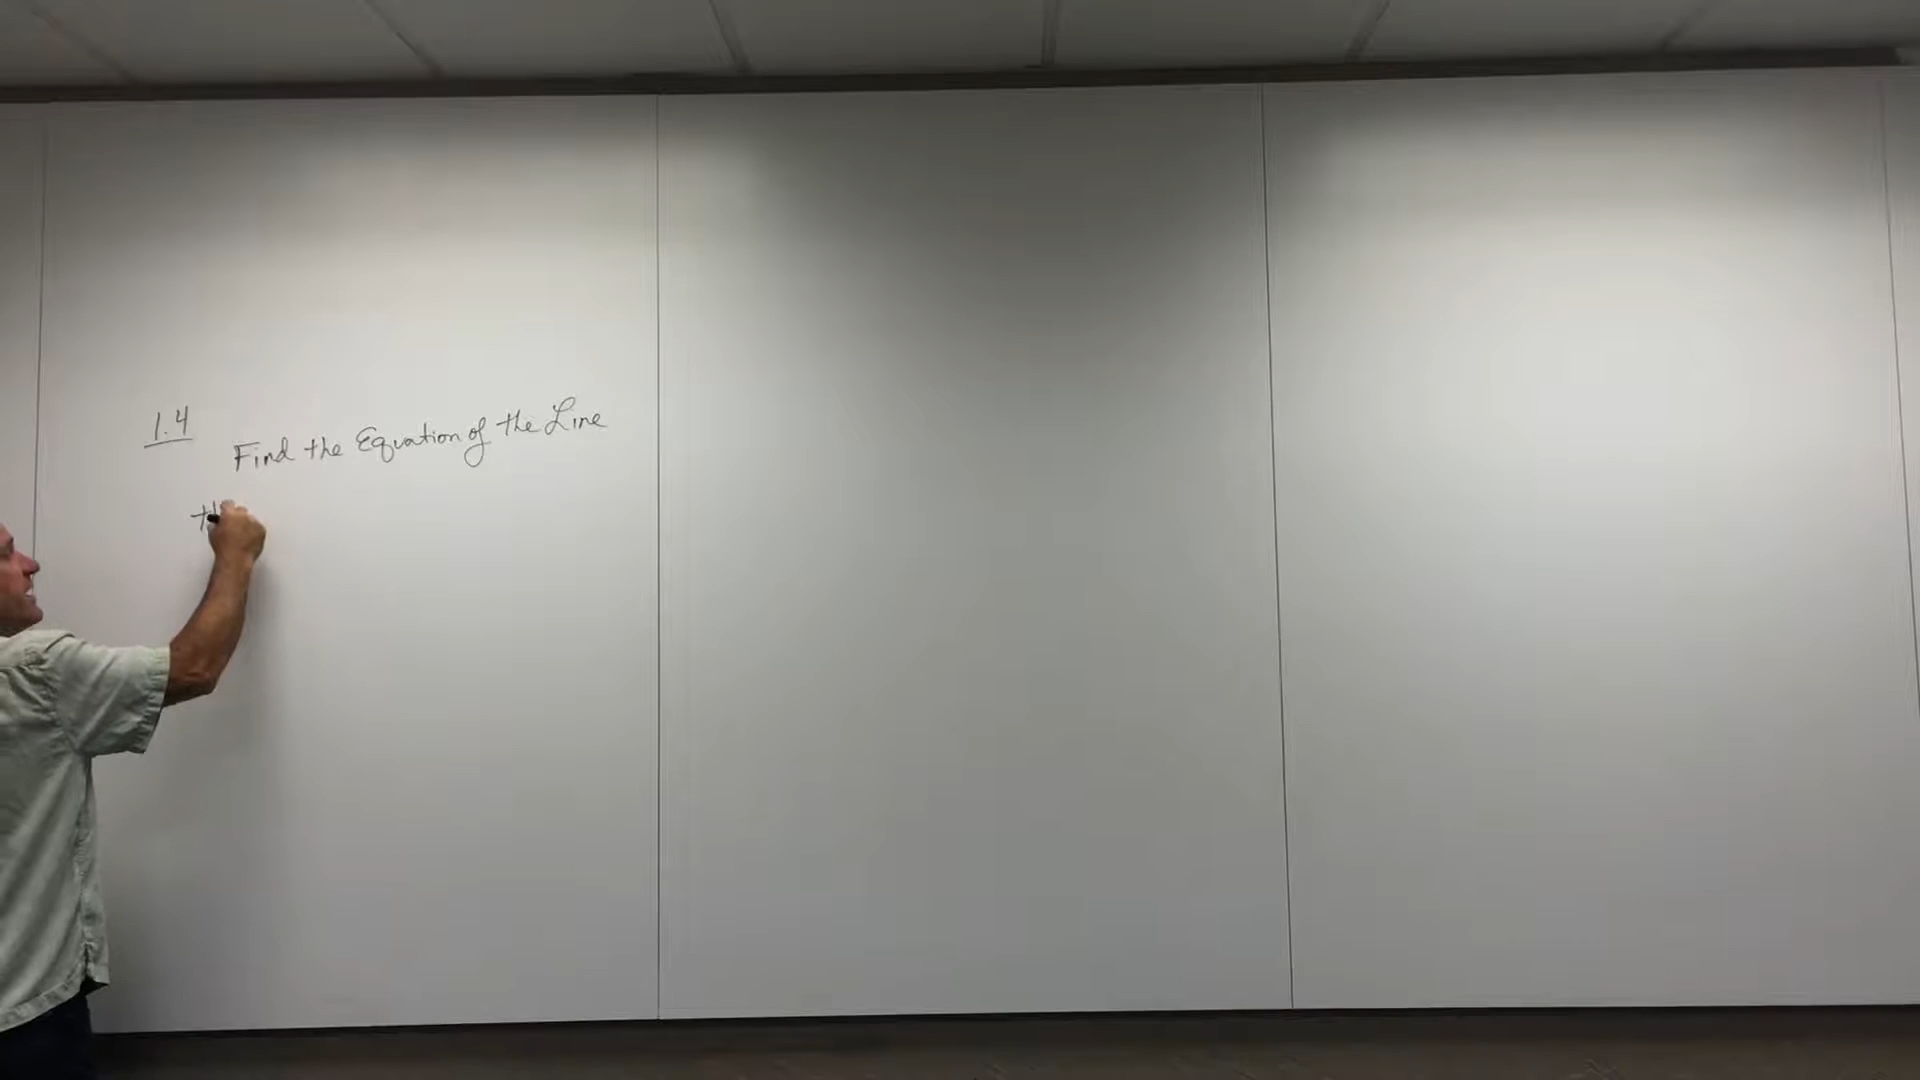 1.4
Find the Equation of the Line